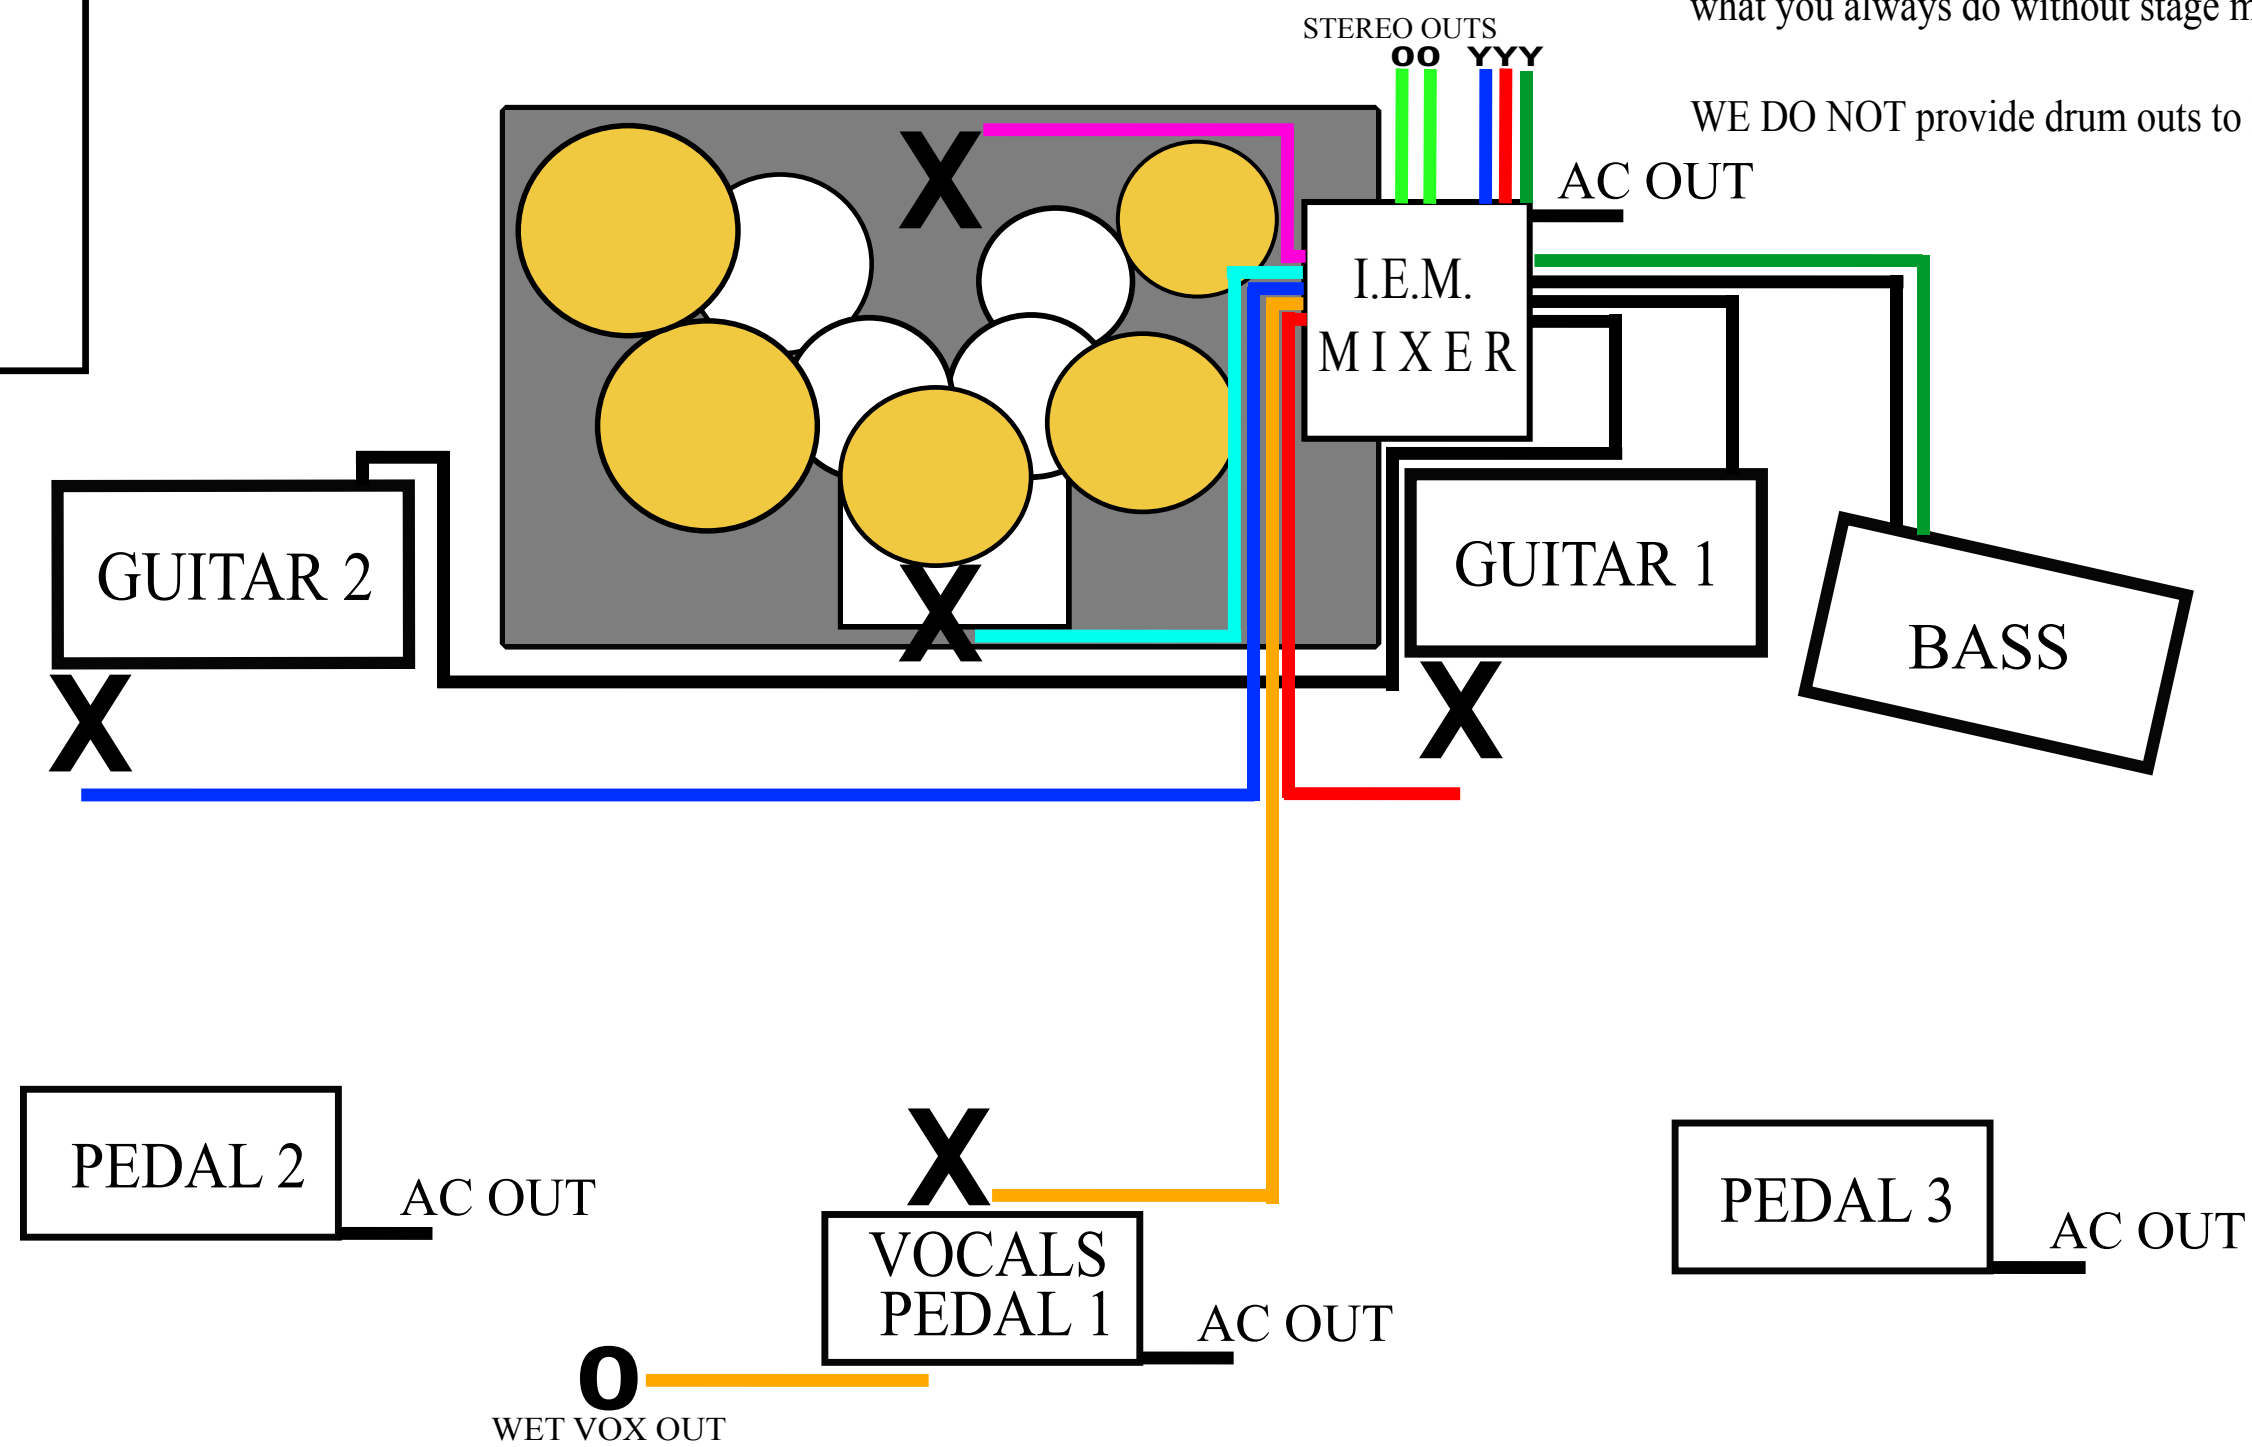 what you always do without stage m
STEREO OUTS
OO YYY
WE DO NOT provide drum outs to
X
AC OUT
I.E.M.
MIXER
GUITAR 2
GUITAR 1
X
BASS
X
X
X
PEDAL 2
AC OUT
VOCALS
PEDAL 1
AC OUT
PEDAL 3
AC OUT
O
WET VOX OUT